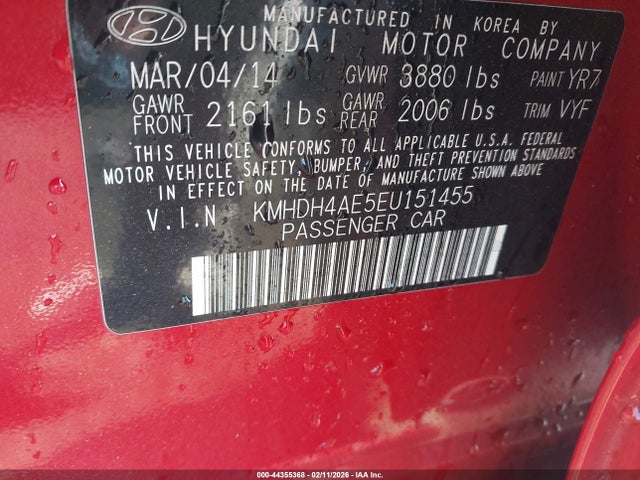 MANUFACTURED IN KOREA BY
HYUNDAI MOTOR COMPANY
MAR/04/14 GVWR 3880 lbs PAINT YR7
GAWR FRONT 2161 lbs GAWR REAR 2006 lbs TRIM VYF
THIS VEHICLE CONFORMS TO ALL APPLICABLE U.S.A. FEDERAL
MOTOR VEHICLE SAFETY, BUMPER, AND THEFT PREVENTION STANDARDS
IN EFFECT ON THE DATE OF MANUFACTURE SHOWN ABOVE
V.I.N KMHDH4AE5EU151455
PASSENGER CAR
000-44355368 - 02/11/2026 - IAA Inc.